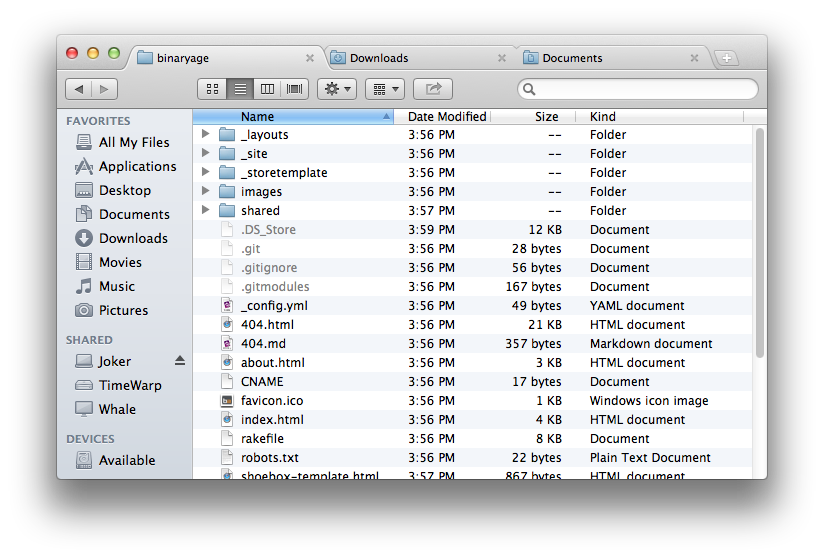 binaryage Downloads Documents
Name Date Modified Size Kind
FAVORITES
All My Files
Applications
Desktop
Documents
Downloads
Movies
Music
Pictures
SHARED
Joker
TimeWarp
Whale
DEVICES
Available
_layouts 3:56 PM -- Folder
_site 3:56 PM -- Folder
_storetemplate 3:56 PM -- Folder
images 3:56 PM -- Folder
shared 3:57 PM -- Folder
.DS_Store 3:59 PM 12 KB Document
.git 3:56 PM 28 bytes Document
.gitignore 3:56 PM 56 bytes Document
.gitmodules 3:56 PM 167 bytes Document
_config.yml 3:56 PM 49 bytes YAML document
404.html 3:56 PM 21 KB HTML document
404.md 3:56 PM 357 bytes Markdown document
about.html 3:56 PM 3 KB HTML document
CNAME 3:56 PM 17 bytes Document
favicon.ico 3:56 PM 1 KB Windows icon image
index.html 3:56 PM 4 KB HTML document
rakefile 3:56 PM 8 KB Document
robots.txt 3:56 PM 22 bytes Plain Text Document
shoebox-template.html 3:57 PM 867 bytes HTML document